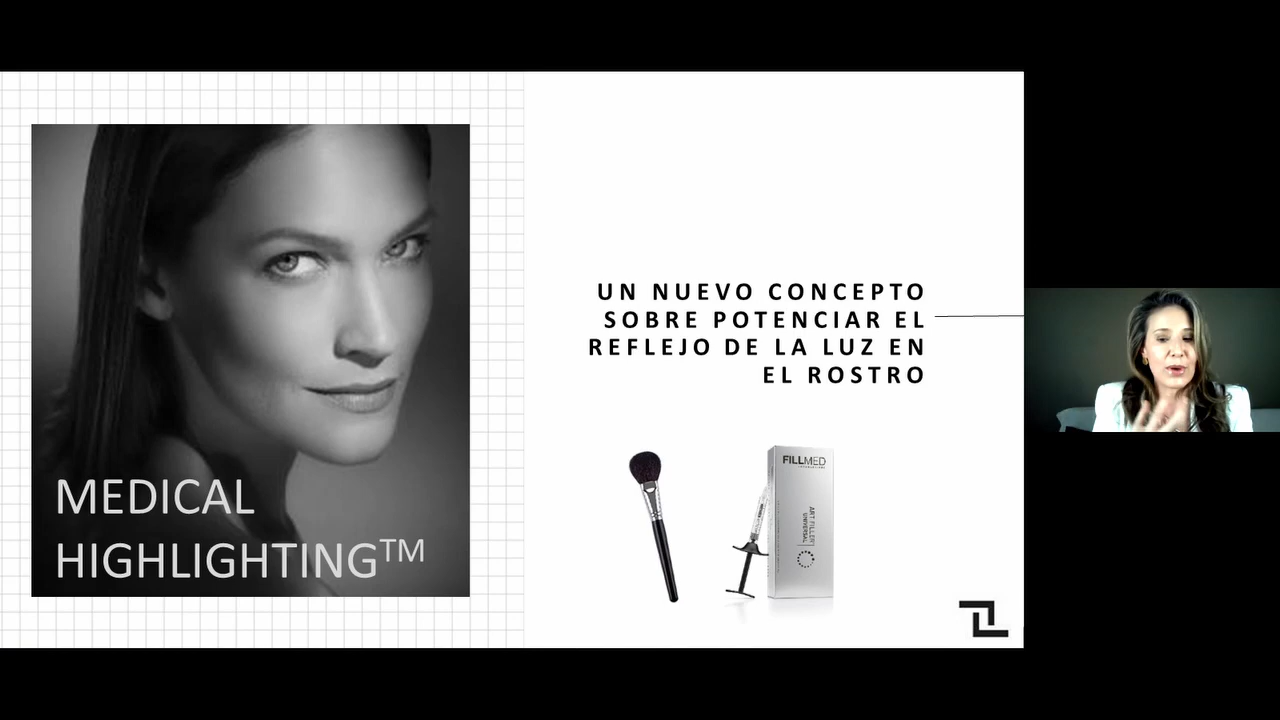 MEDICAL
HIGHLIGHTING™
UN NUEVO CONCEPTO
SOBRE POTENCIAR EL
REFLEJO DE LA LUZ EN
EL ROSTRO
FILLMED
ART FILLER
UNIVERSAL